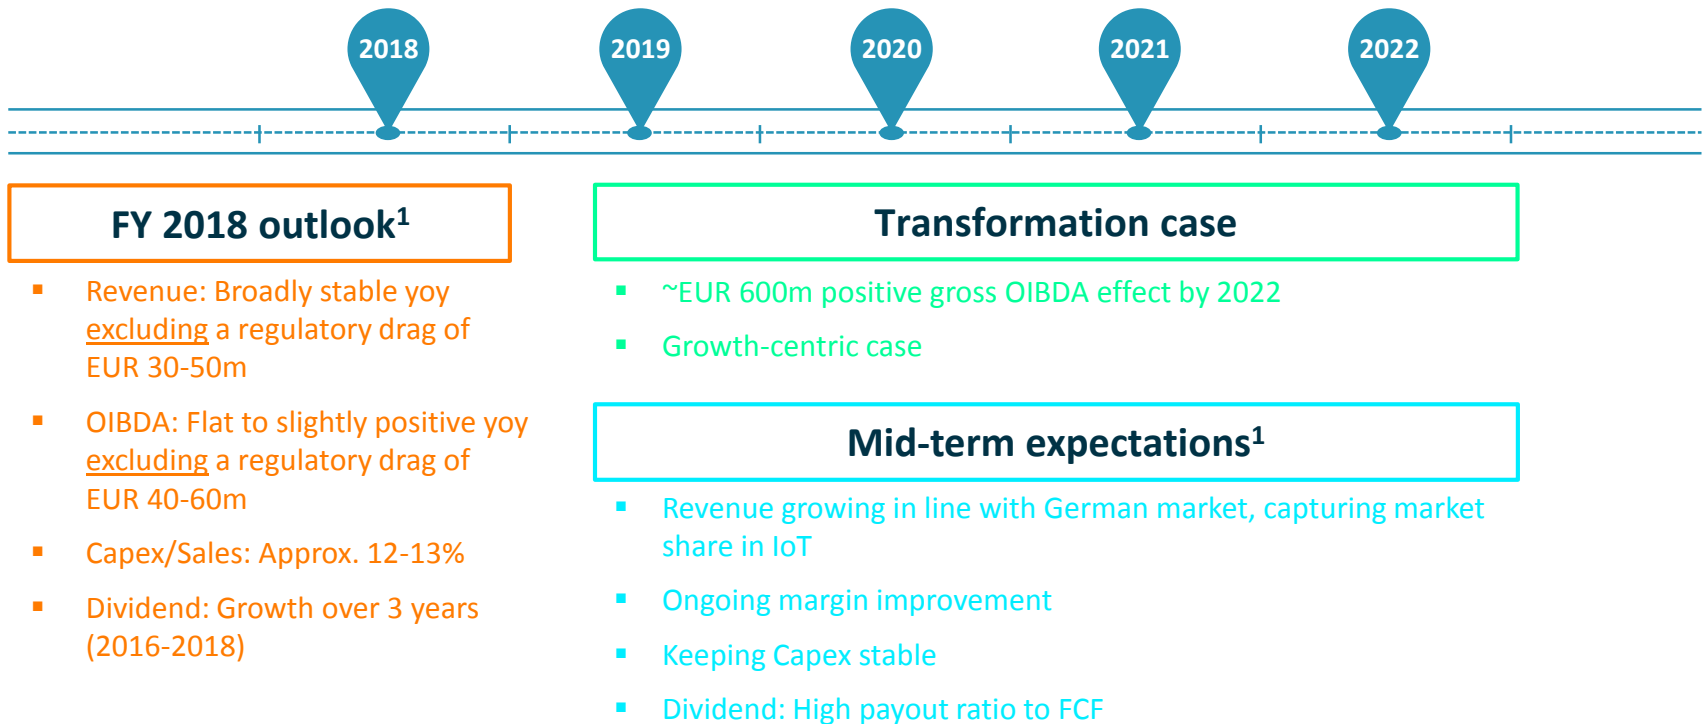 2018 2019 2020 2021 2022
FY 2018 outlook¹
▪ Revenue: Broadly stable yoy
excluding a regulatory drag of
EUR 30-50m
▪ OIBDA: Flat to slightly positive yoy
excluding a regulatory drag of
EUR 40-60m
▪ Capex/Sales: Approx. 12-13%
▪ Dividend: Growth over 3 years
(2016-2018)
Transformation case
▪ ~EUR 600m positive gross OIBDA effect by 2022
▪ Growth-centric case
Mid-term expectations¹
▪ Revenue growing in line with German market, capturing market
share in IoT
▪ Ongoing margin improvement
▪ Keeping Capex stable
▪ Dividend: High payout ratio to FCF